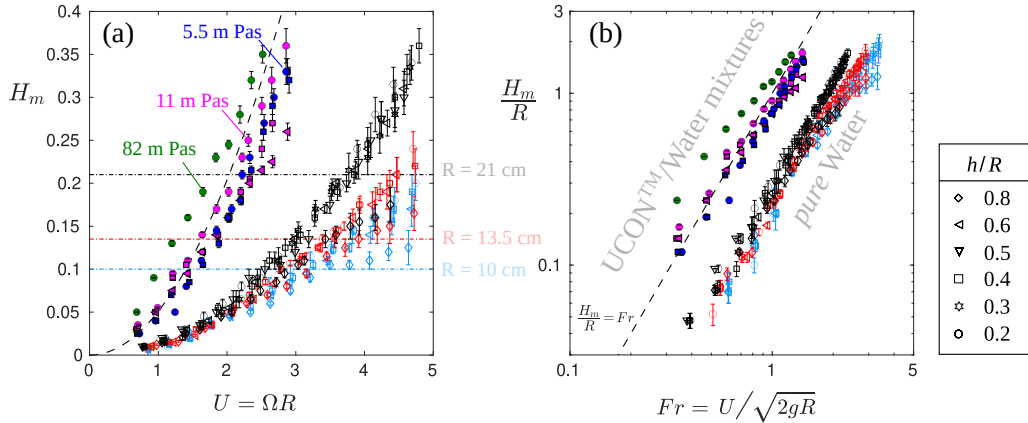 (a)
5.5 m Pas
11 m Pas
82 m Pas
R = 21 cm
R = 13.5 cm
R = 10 cm
H_m
0.4
0.35
0.3
0.25
0.2
0.15
0.1
0.05
0
0 1 2 3 4 5
U = ΩR
(b)
UCON™/Water mixtures
pure Water
H_m/R = Fr
H_m/R
1
0.1
0.1 1 5
Fr = U/√2gR
h/R
0.8
0.6
0.5
0.4
0.3
0.2